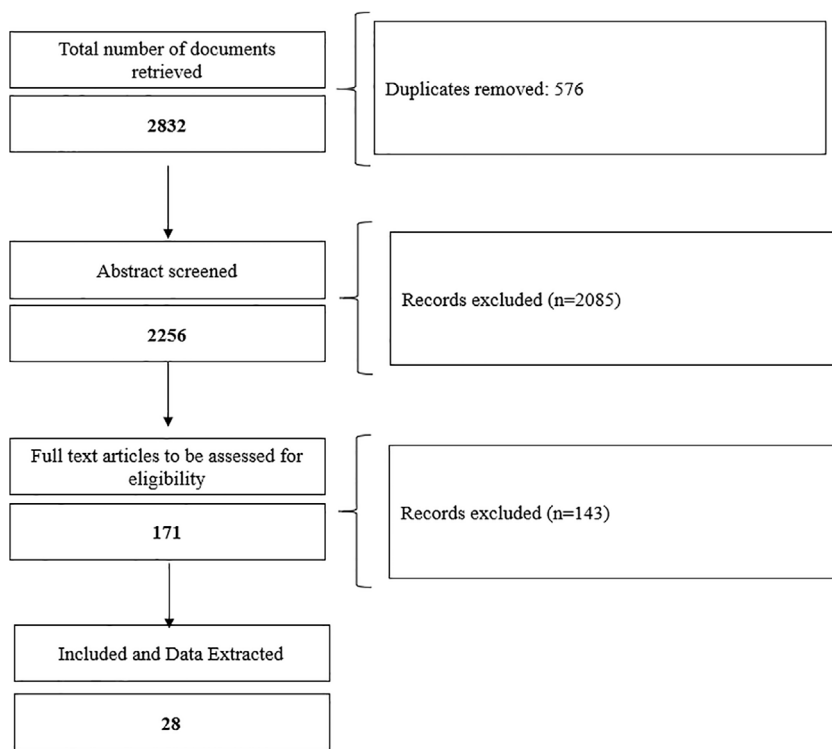 Total number of documents
retrieved
2832
Duplicates removed: 576
Abstract screened
2256
Records excluded (n=2085)
Full text articles to be assessed for
eligibility
171
Records excluded (n=143)
Included and Data Extracted
28